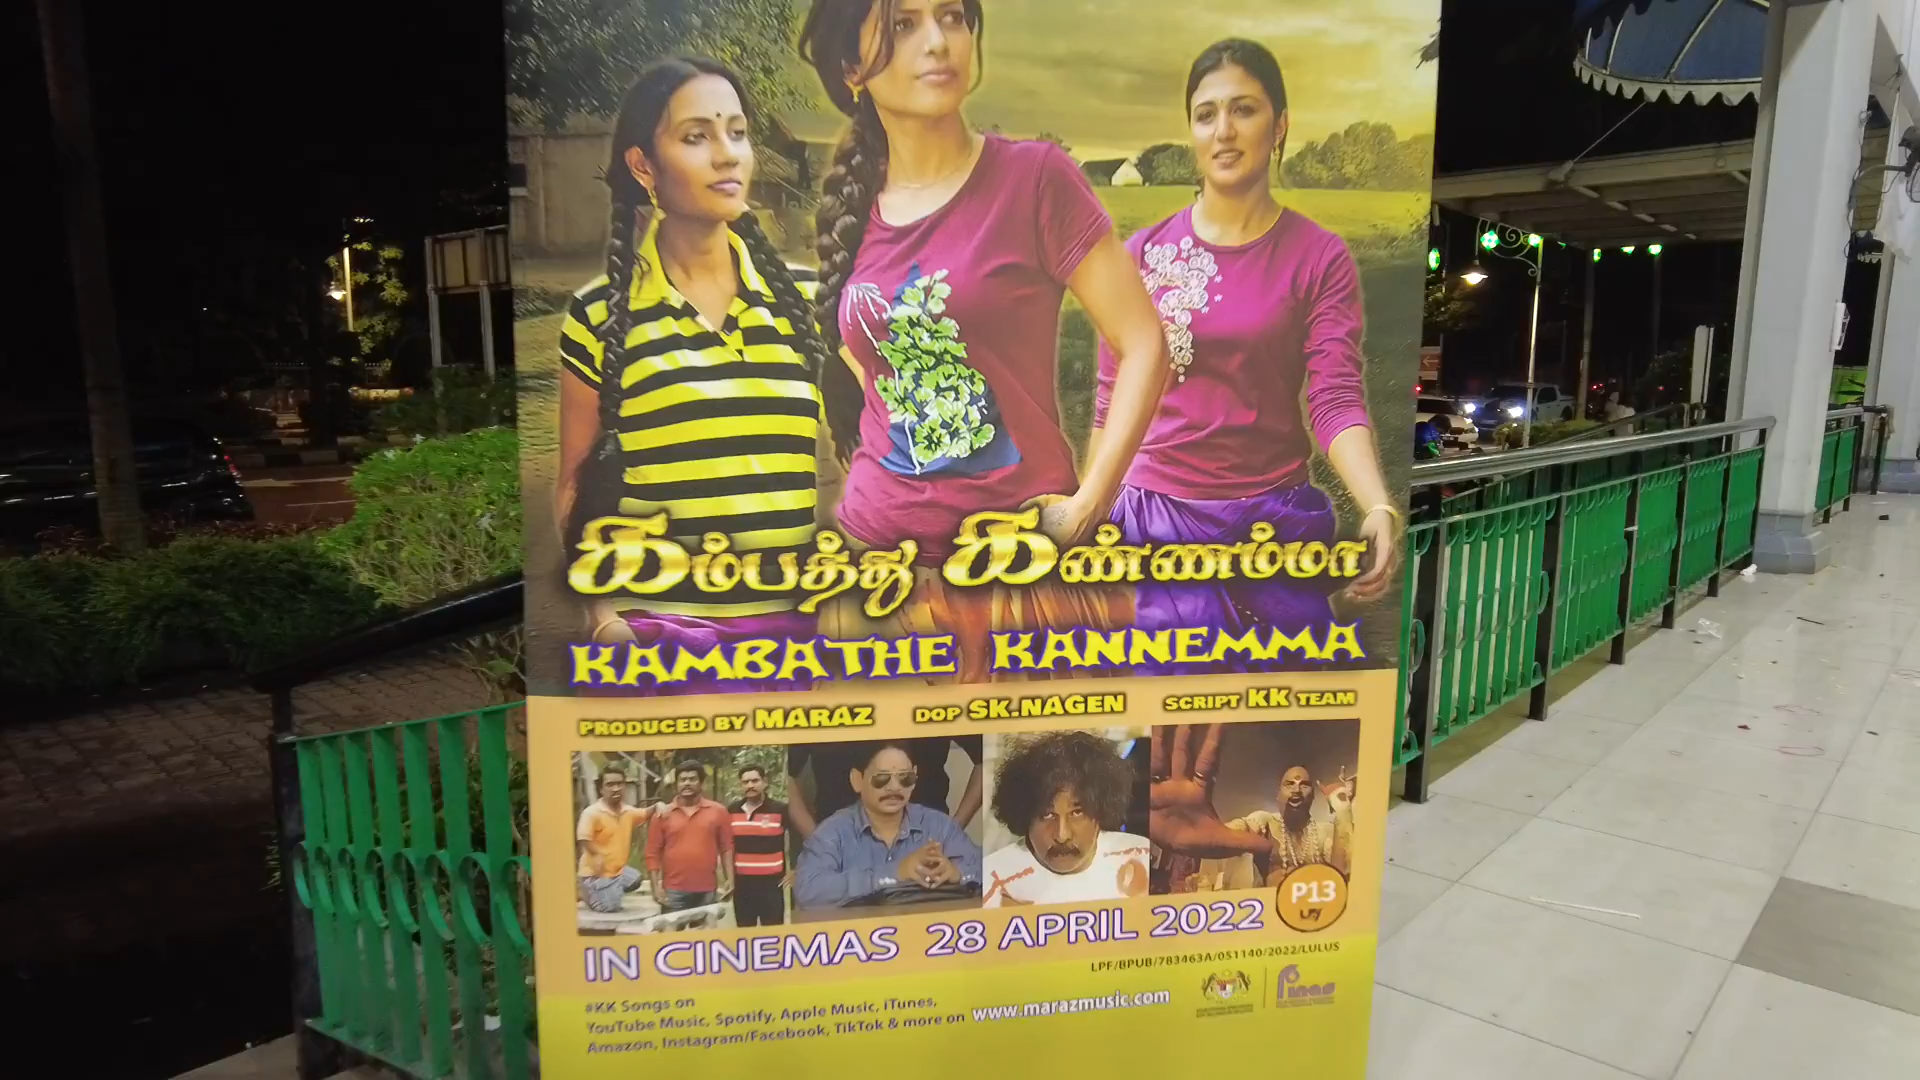 கம்பத்து கண்ணம்மா
KAMBATHE KANNEMMA
PRODUCED BY MARAZ DOP SK.NAGEN SCRIPT KK TEAM
P13
IN CINEMAS 28 APRIL 2022
LPF/BPUB/783463A/051140/2022/LULUS
#KK Songs on
YouTube Music, Spotify, Apple Music, iTunes,
Amazon, Instagram/Facebook, TikTok & more on www.marazmusic.com
Finas